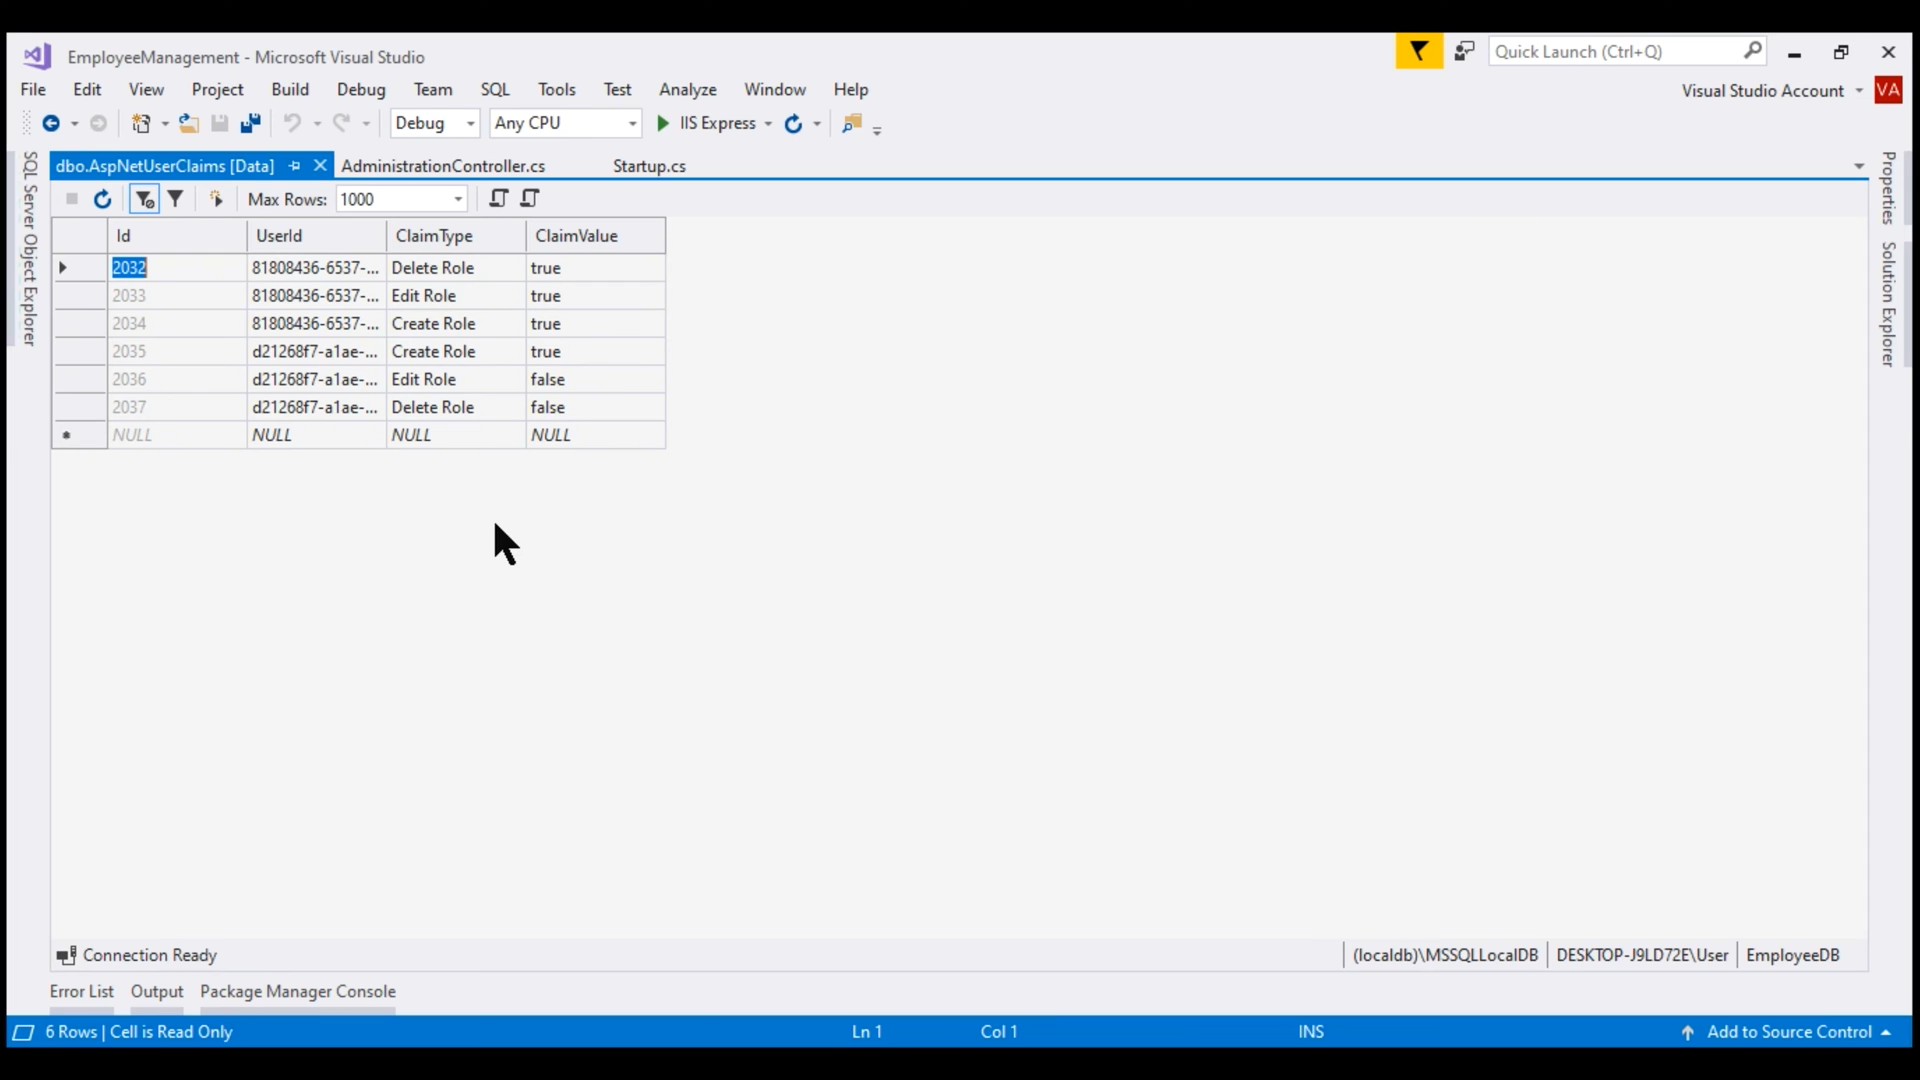 EmployeeManagement - Microsoft Visual Studio
Quick Launch (Ctrl+Q)
File Edit View Project Build Debug Team SQL Tools Test Analyze Window Help
Visual Studio Account VA
Debug Any CPU IIS Express
dbo.AspNetUserClaims [Data] AdministrationController.cs Startup.cs
SQL Server Object Explorer
Properties
Solution Explorer
Max Rows: 1000
Id UserId ClaimType ClaimValue
2032 81808436-6537-... Delete Role true
2033 81808436-6537-... Edit Role true
2034 81808436-6537-... Create Role true
2035 d21268f7-a1ae-... Create Role true
2036 d21268f7-a1ae-... Edit Role false
2037 d21268f7-a1ae-... Delete Role false
NULL NULL NULL NULL
Connection Ready
(localdb)\MSSQLLocalDB DESKTOP-J9LD72E\User EmployeeDB
Error List Output Package Manager Console
6 Rows | Cell is Read Only Ln 1 Col 1 INS Add to Source Control